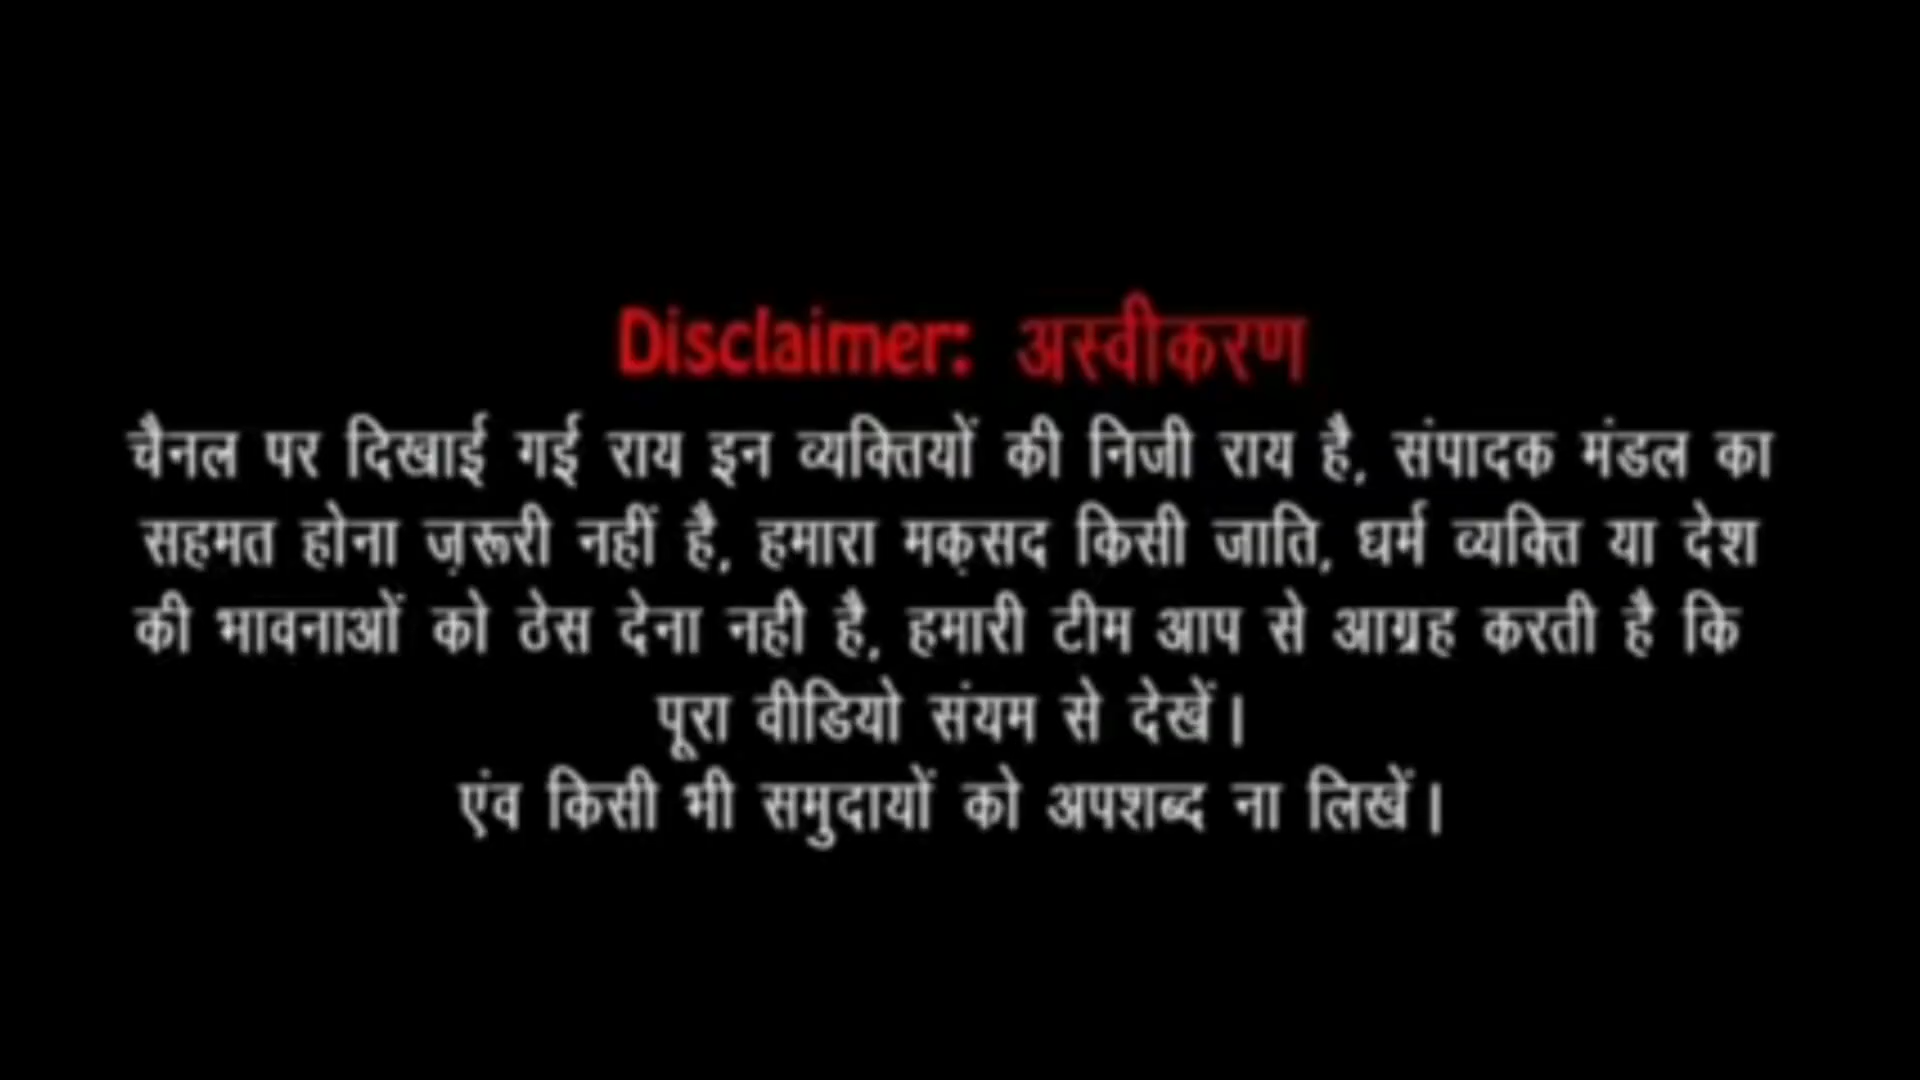 Disclaimer: अस्वीकरण
चैनल पर दिखाई गई राय इन व्यक्तियों की निजी राय है, संपादक मंडल का
सहमत होना ज़रूरी नहीं है, हमारा मक़सद किसी जाति, धर्म व्यक्ति या देश
की भावनाओं को ठेस देना नही है, हमारी टीम आप से आग्रह करती है कि
पूरा वीडियो संयम से देखें।
एंव किसी भी समुदायों को अपशब्द ना लिखें।